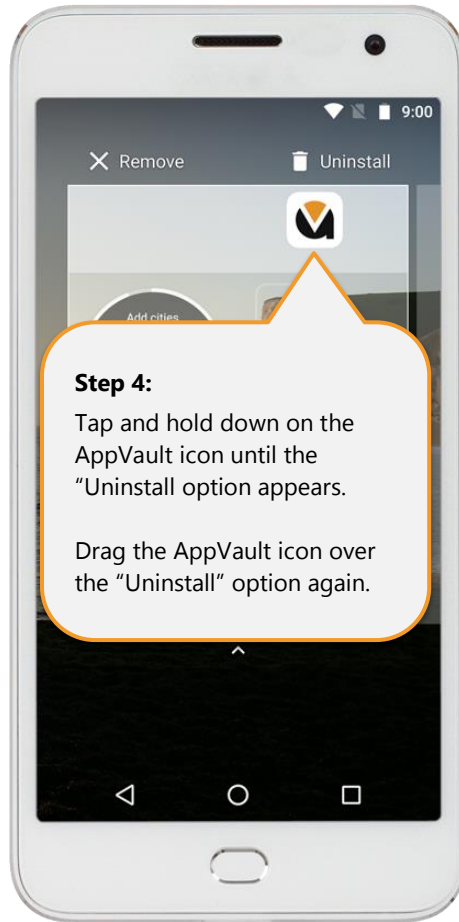 9:00
Remove
Uninstall
Add cities
Step 4:
Tap and hold down on the
AppVault icon until the
“Uninstall option appears.
Drag the AppVault icon over
the “Uninstall” option again.